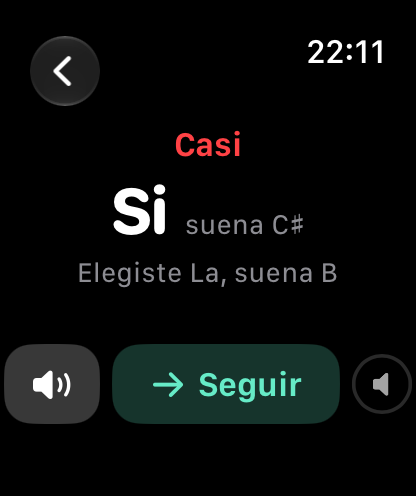 22:11
Casi
Si suena C♯
Elegiste La, suena B
→ Seguir